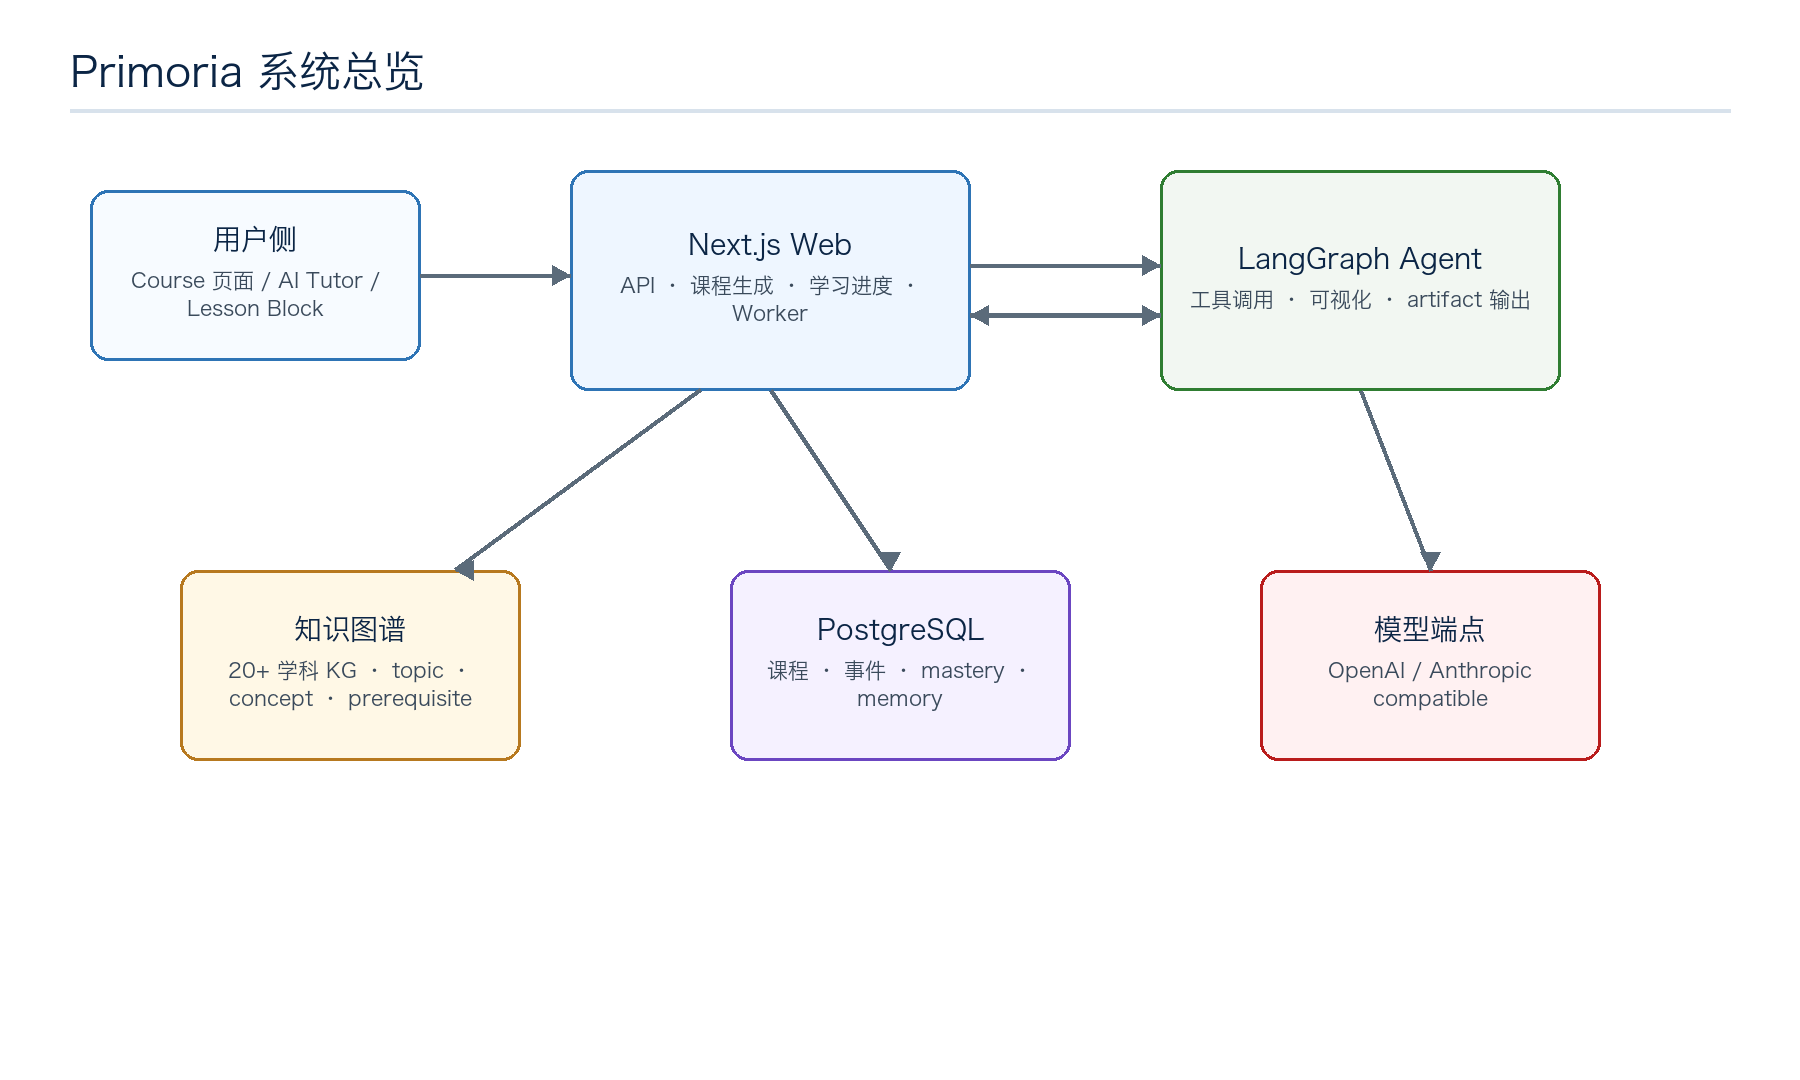 Primoria 系统总览
用户侧
Course 页面 / AI Tutor /
Lesson Block
Next.js Web
API · 课程生成 · 学习进度 ·
Worker
LangGraph Agent
工具调用 · 可视化 · artifact 输出
知识图谱
20+ 学科 KG · topic ·
concept · prerequisite
PostgreSQL
课程 · 事件 · mastery ·
memory
模型端点
OpenAI / Anthropic
compatible